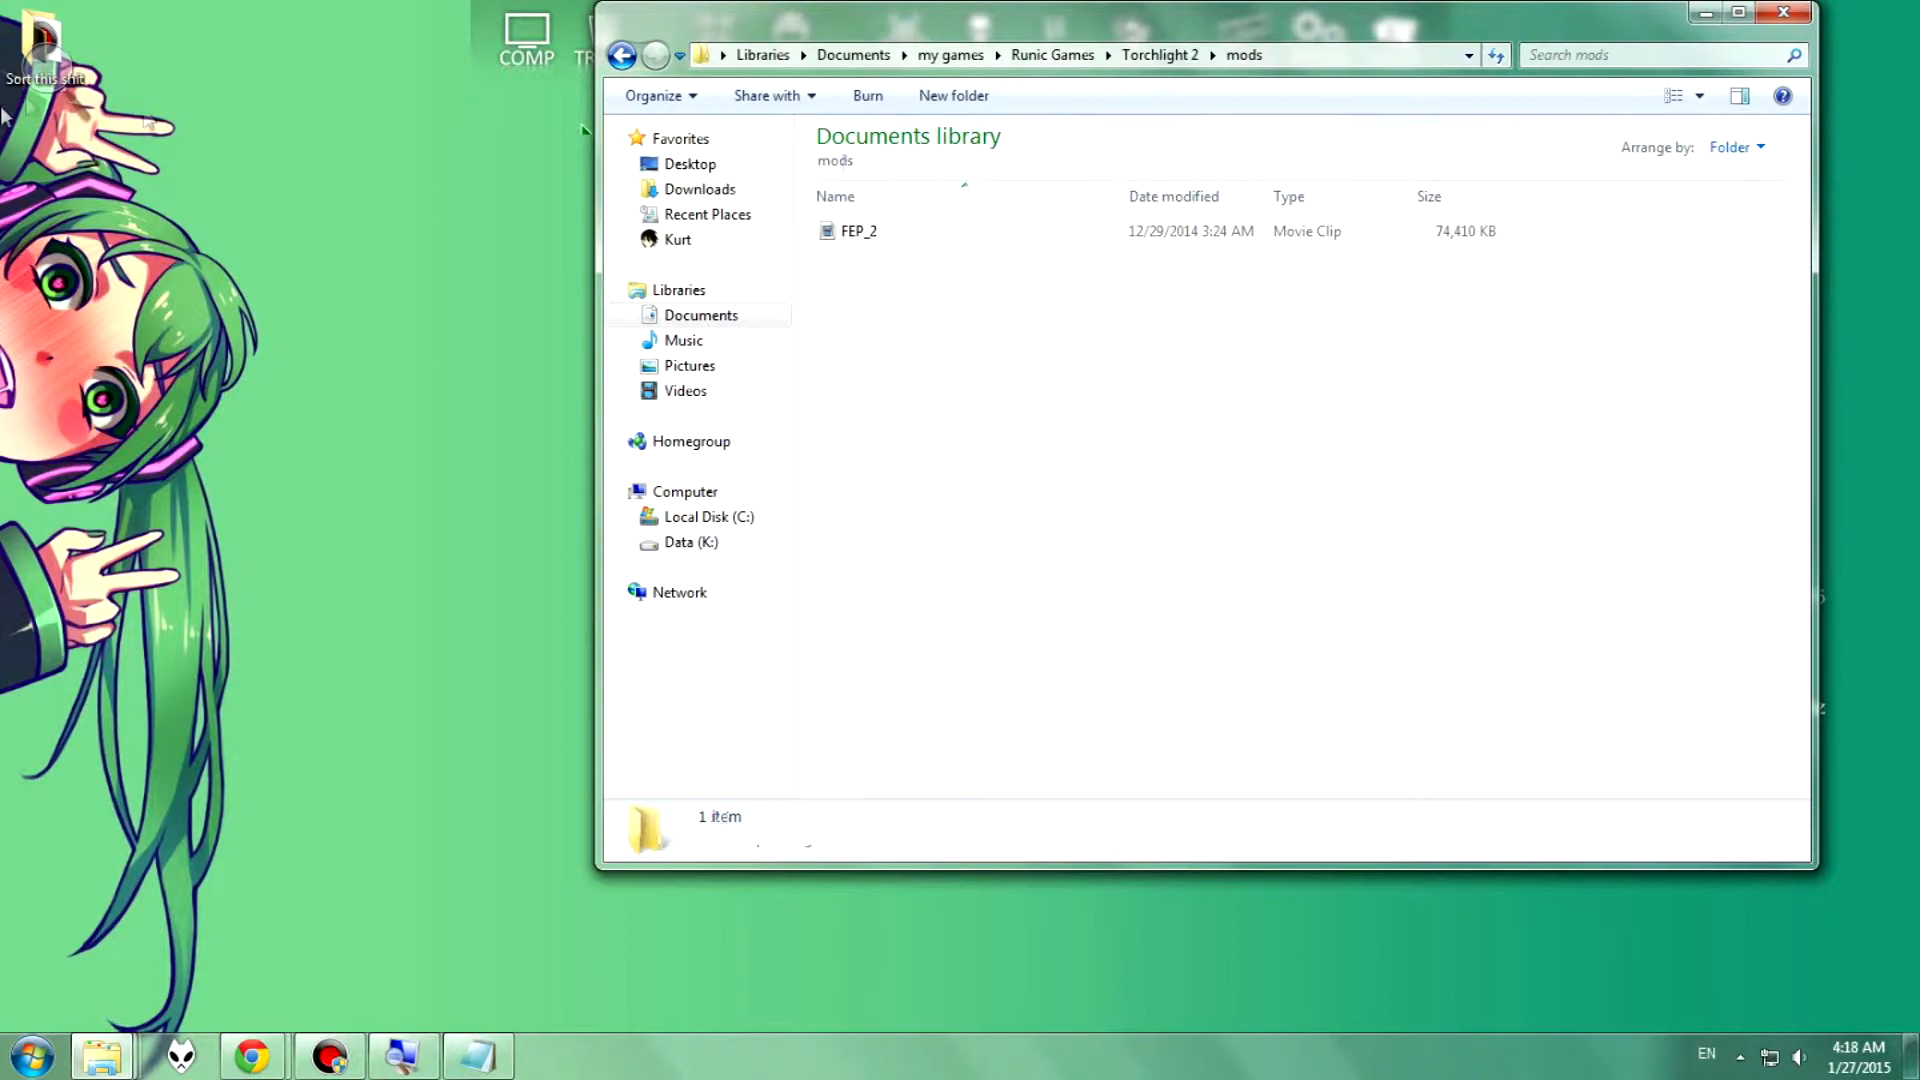 Sort this shit
COMP
Libraries Documents my games Runic Games Torchlight 2 mods
Search mods
Organize Share with Burn New folder
Documents library
mods
Arrange by: Folder
Name Date modified Type Size
FEP_2 12/29/2014 3:24 AM Movie Clip 74,410 KB
Favorites
Desktop
Downloads
Recent Places
Kurt
Libraries
Documents
Music
Pictures
Videos
Homegroup
Computer
Local Disk (C:)
Data (K:)
Network
1 item
EN
4:18 AM
1/27/2015